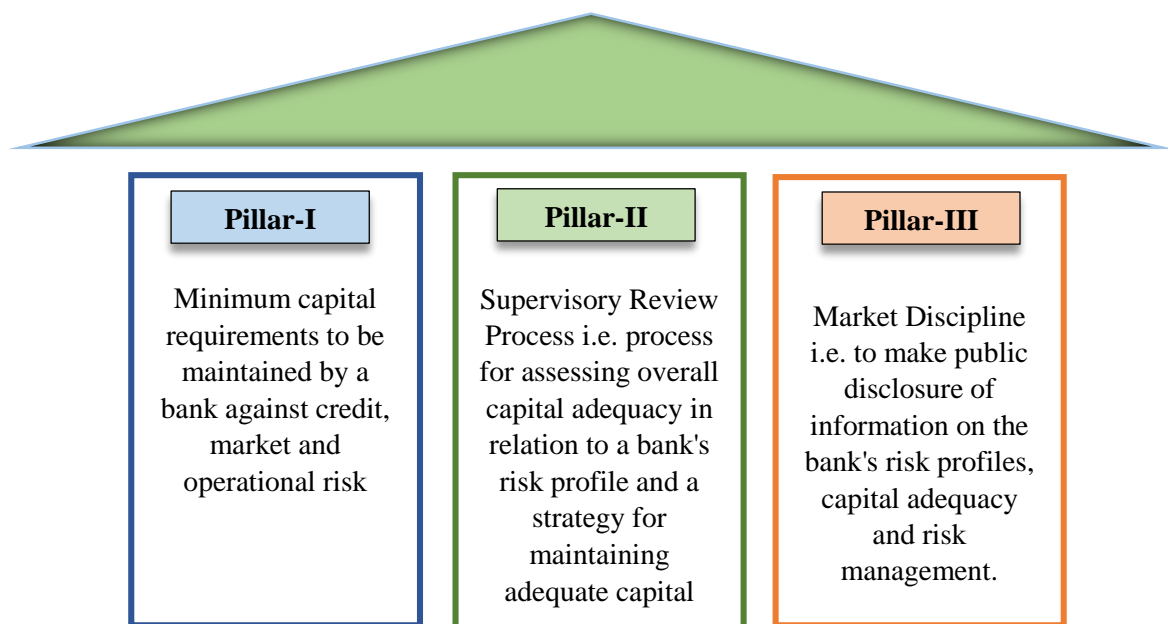 Pillar-I
Minimum capital
requirements to be
maintained by a
bank against credit,
market and
operational risk
Pillar-II
Supervisory Review
Process i.e. process
for assessing overall
capital adequacy in
relation to a bank's
risk profile and a
strategy for
maintaining
adequate capital
Pillar-III
Market Discipline
i.e. to make public
disclosure of
information on the
bank's risk profiles,
capital adequacy
and risk
management.